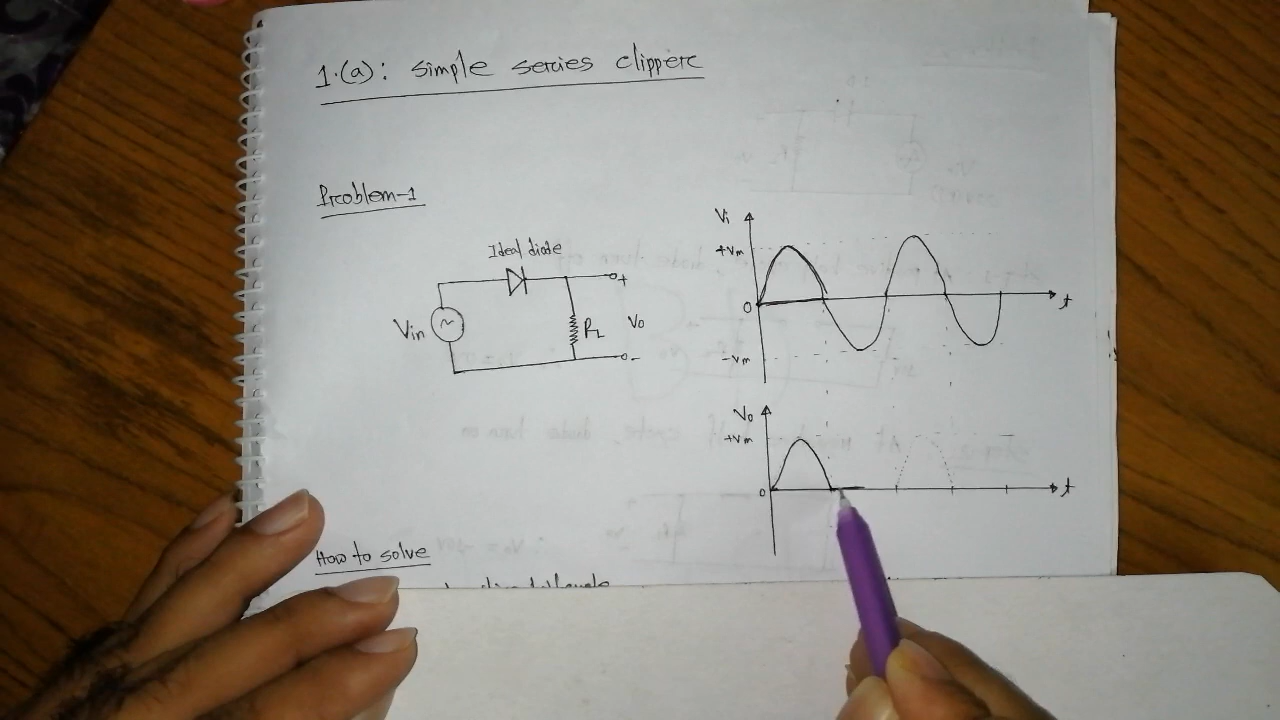 1.(a): Simple series clipper
Problem-1
Ideal diode
Vin
+
RL
Vo
-
Vi
+Vm
0
-Vm
t
Vo
+Vm
0
t
How to solve